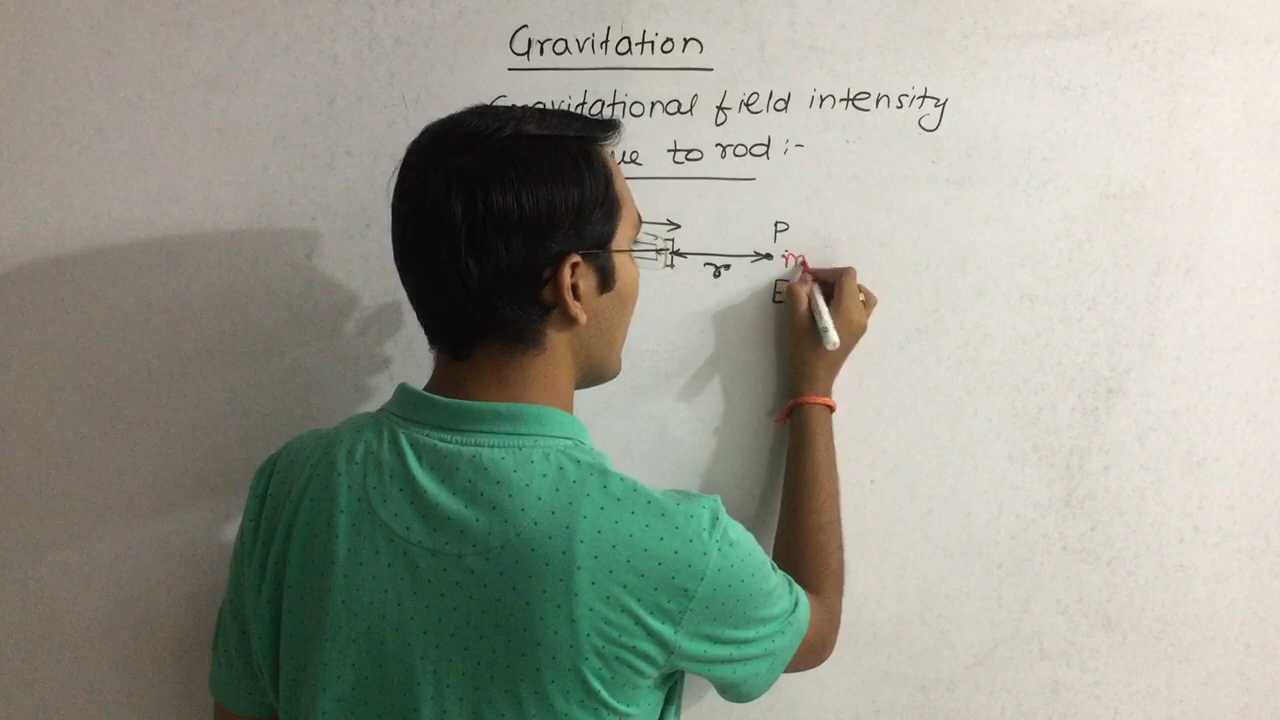 Gravitation
Gravitational field intensity
to rod :-
P
m
r
E